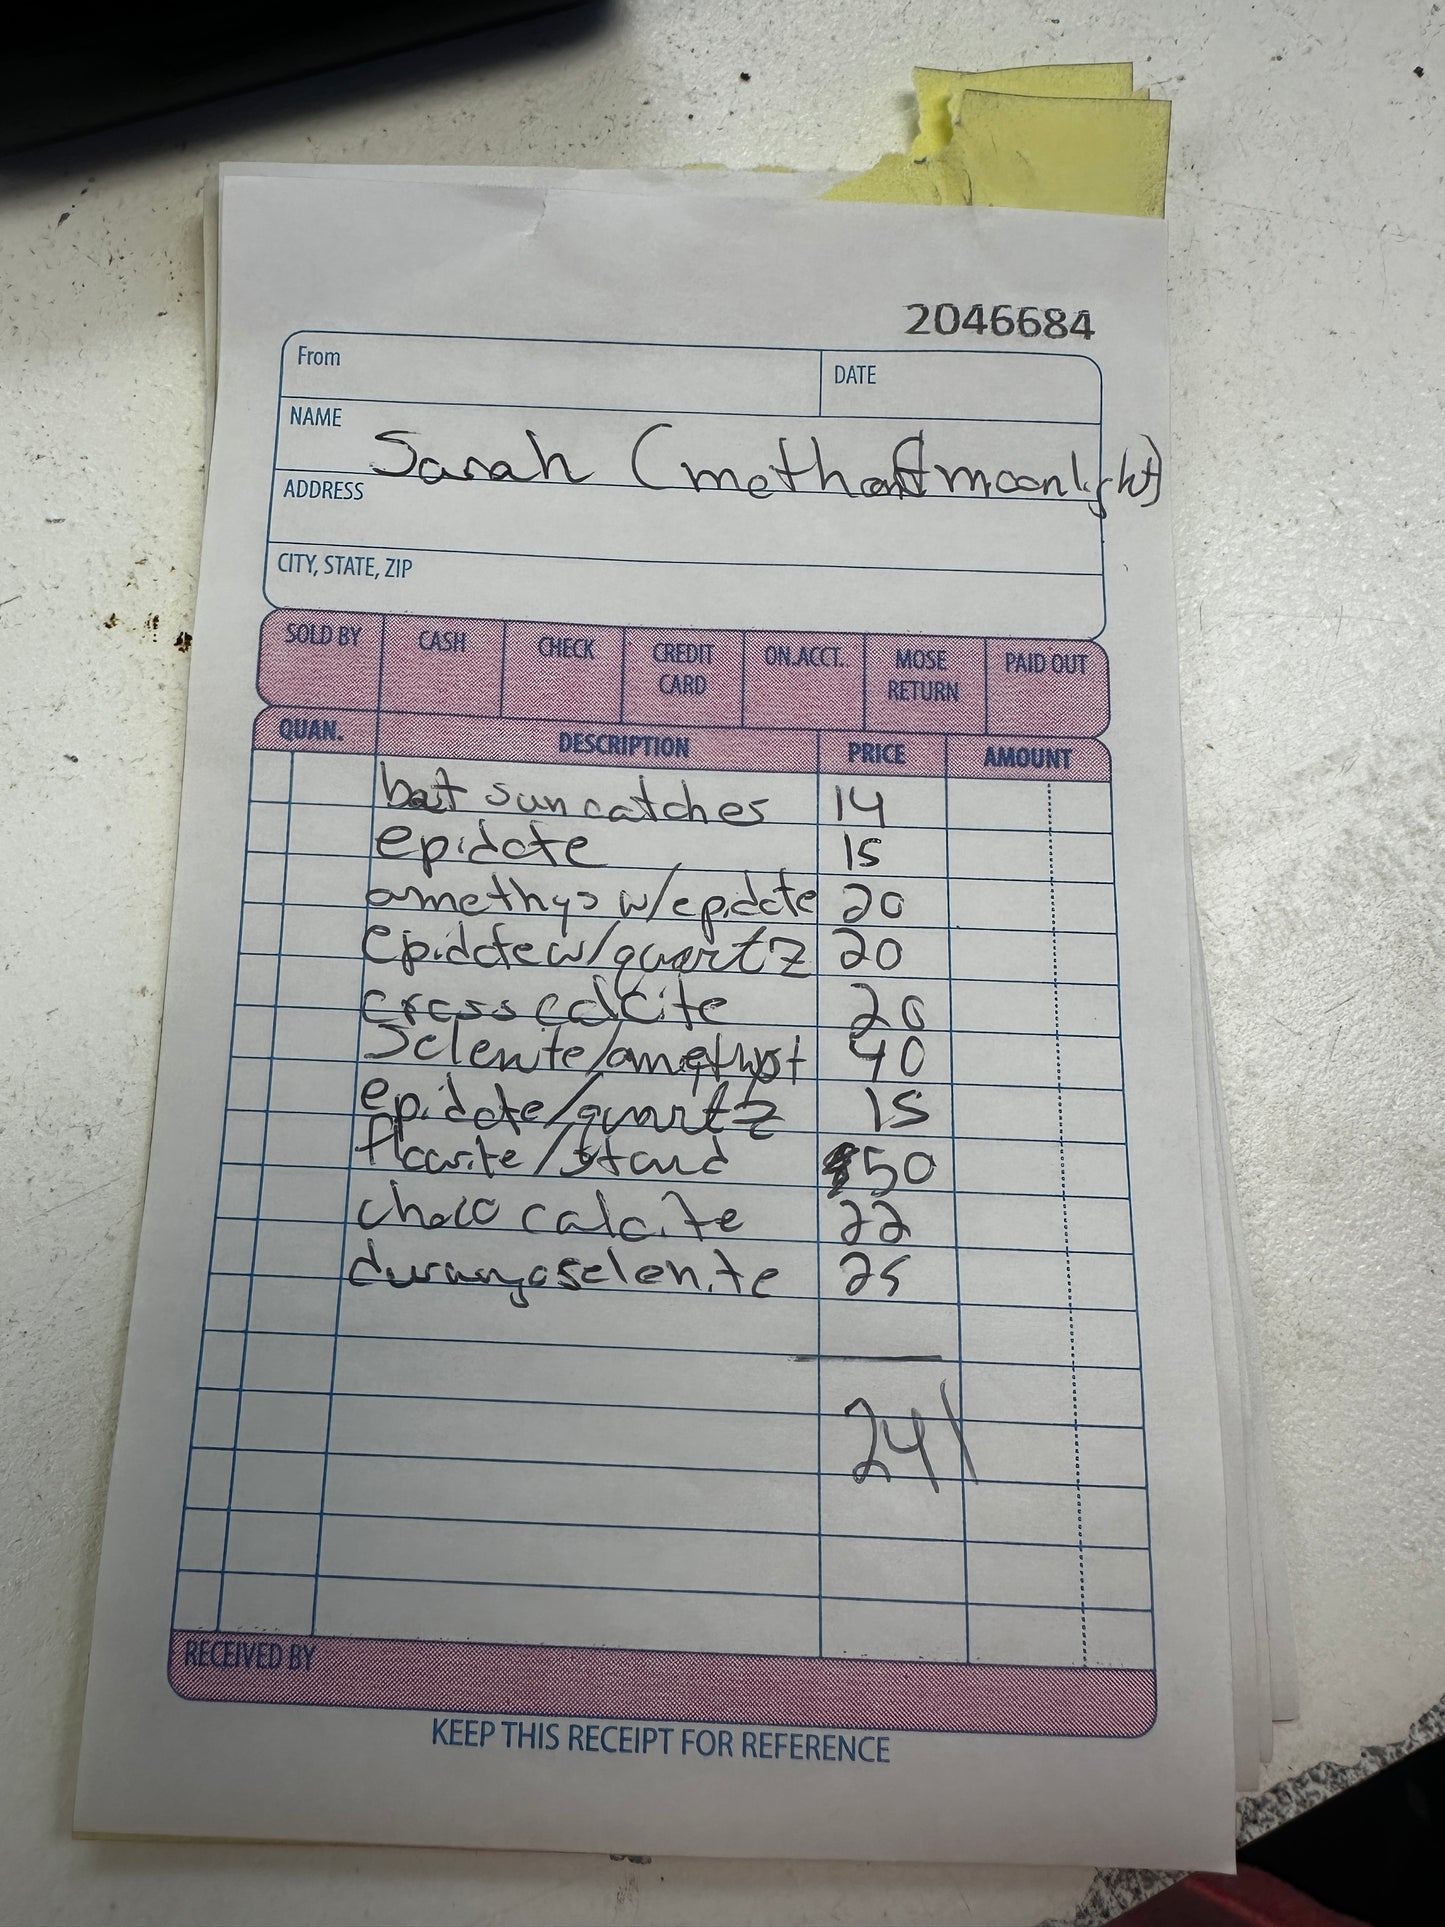 2046684
From
DATE
NAME Sarah (methandmoonlight)
ADDRESS
CITY, STATE, ZIP
SOLD BY CASH CHECK CREDIT CARD ON.ACCT. MOSE RETURN PAID OUT
QUAN. DESCRIPTION PRICE AMOUNT
bat suncatches 14
epidote 15
amethys w/epidote 20
epidote w/quartz 20
cross calcite 20
Selenite/amethyst 40
epidote/quartz 15
/stand $50
choco calcite 22
durango selenite 25
241
RECEIVED BY
KEEP THIS RECEIPT FOR REFERENCE